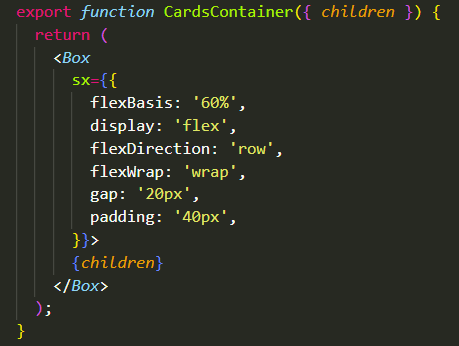 export function CardsContainer({ children }) {
  return (
    <Box
      sx={{
        flexBasis: '60%',
        display: 'flex',
        flexDirection: 'row',
        flexWrap: 'wrap',
        gap: '20px',
        padding: '40px',
      }}>
      {children}
    </Box>
  );
}